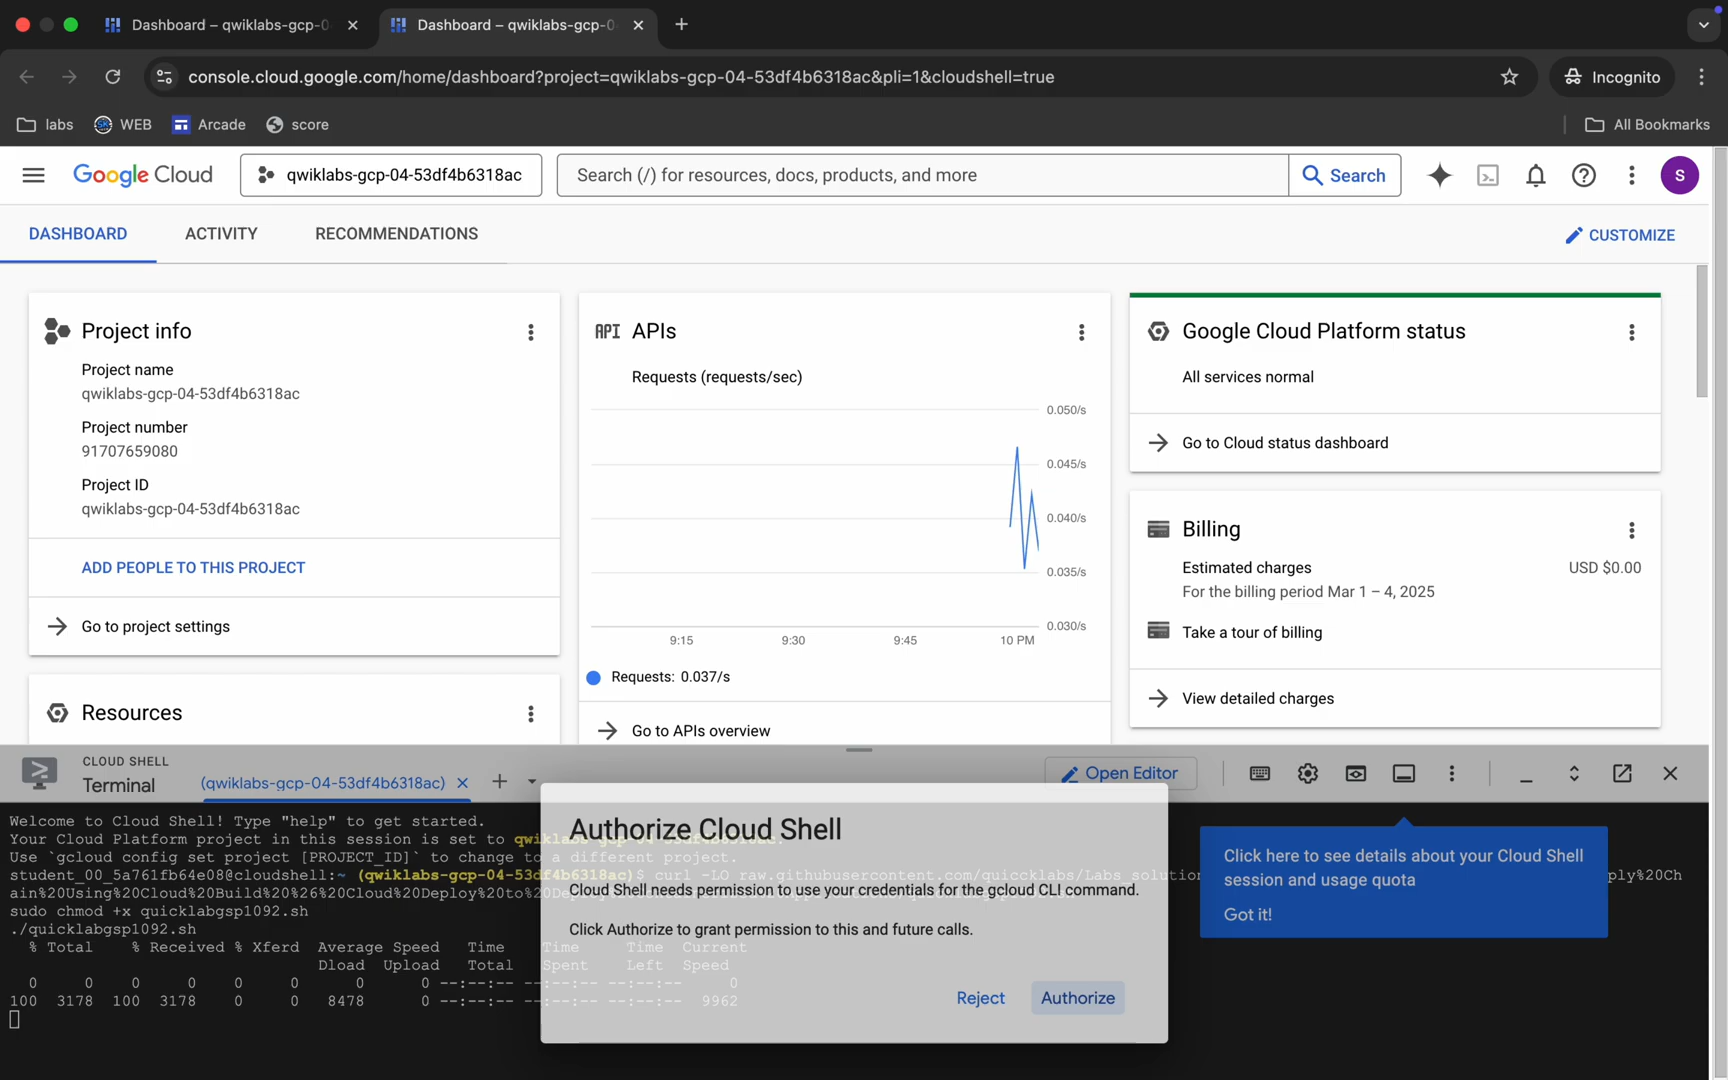 Dashboard – qwiklabs-gcp-0
Dashboard – qwiklabs-gcp-0
console.cloud.google.com/home/dashboard?project=qwiklabs-gcp-04-53df4b6318ac&pli=1&cloudshell=true
Incognito
labs
WEB
Arcade
score
All Bookmarks
Google Cloud
qwiklabs-gcp-04-53df4b6318ac
Search (/) for resources, docs, products, and more
Search
S
DASHBOARD
ACTIVITY
RECOMMENDATIONS
CUSTOMIZE
Project info
Project name
qwiklabs-gcp-04-53df4b6318ac
Project number
91707659080
Project ID
qwiklabs-gcp-04-53df4b6318ac
ADD PEOPLE TO THIS PROJECT
Go to project settings
Resources
API APIs
Requests (requests/sec)
0.050/s
0.045/s
0.040/s
0.035/s
0.030/s
9:15
9:30
9:45
10 PM
Requests: 0.037/s
Go to APIs overview
Google Cloud Platform status
All services normal
Go to Cloud status dashboard
Billing
Estimated charges
USD $0.00
For the billing period Mar 1 – 4, 2025
Take a tour of billing
View detailed charges
CLOUD SHELL
Terminal
(qwiklabs-gcp-04-53df4b6318ac)
Open Editor
Welcome to Cloud Shell! Type "help" to get started.
Your Cloud Platform project in this session is set to qwiklabs-gcp-04-53df4b6318ac.
Use `gcloud config set project [PROJECT_ID]` to change to a different project.
student_00_5a761fb64e08@cloudshell:~ (qwiklabs-gcp-04-53df4b6318ac)$ curl -LO raw.githubusercontent.com/quiccklabs/Labs_solution ply%20Ch
ain%20Using%20Cloud%20Build%20%26%20Cloud%20Deploy%20to%20
sudo chmod +x quicklabgsp1092.sh
./quicklabgsp1092.sh
% Total % Received % Xferd Average Speed Time Time Time Current
Dload Upload Total Spent Left Speed
0 0 0 0 0 0 0 0 --:--:-- --:--:-- --:--:-- 0
100 3178 100 3178 0 0 8478 0 --:--:-- --:--:-- --:--:-- 9962
Authorize Cloud Shell
Cloud Shell needs permission to use your credentials for the gcloud CLI command.
Click Authorize to grant permission to this and future calls.
Reject
Authorize
Click here to see details about your Cloud Shell
session and usage quota
Got it!